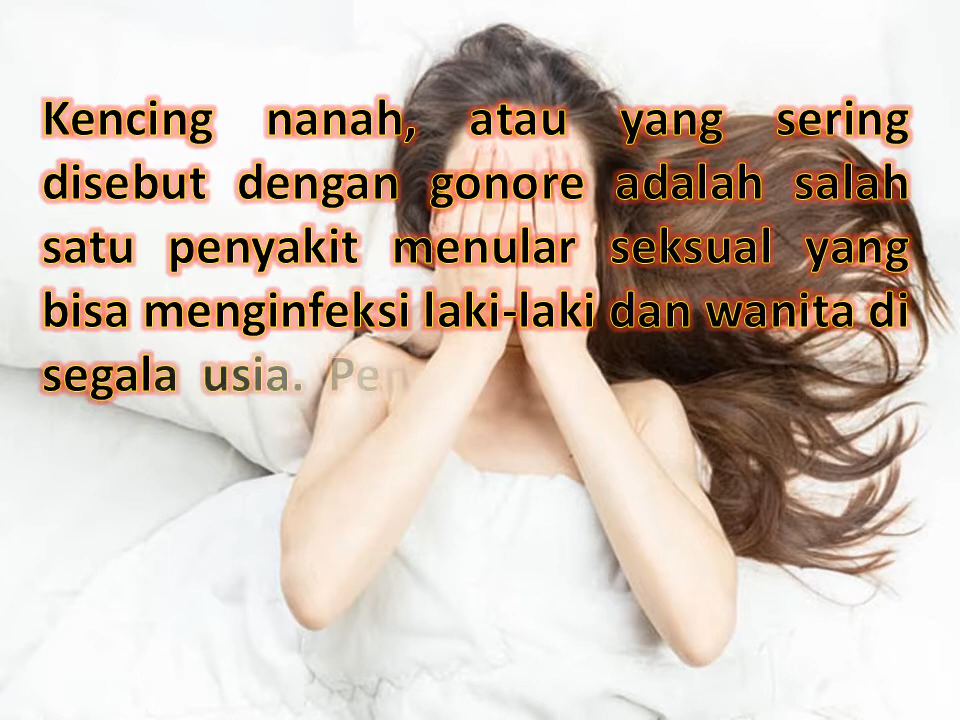 Kencing nanah, atau yang sering
disebut dengan gonore adalah salah
satu penyakit menular seksual yang
bisa menginfeksi laki-laki dan wanita di
segala usia. Pen